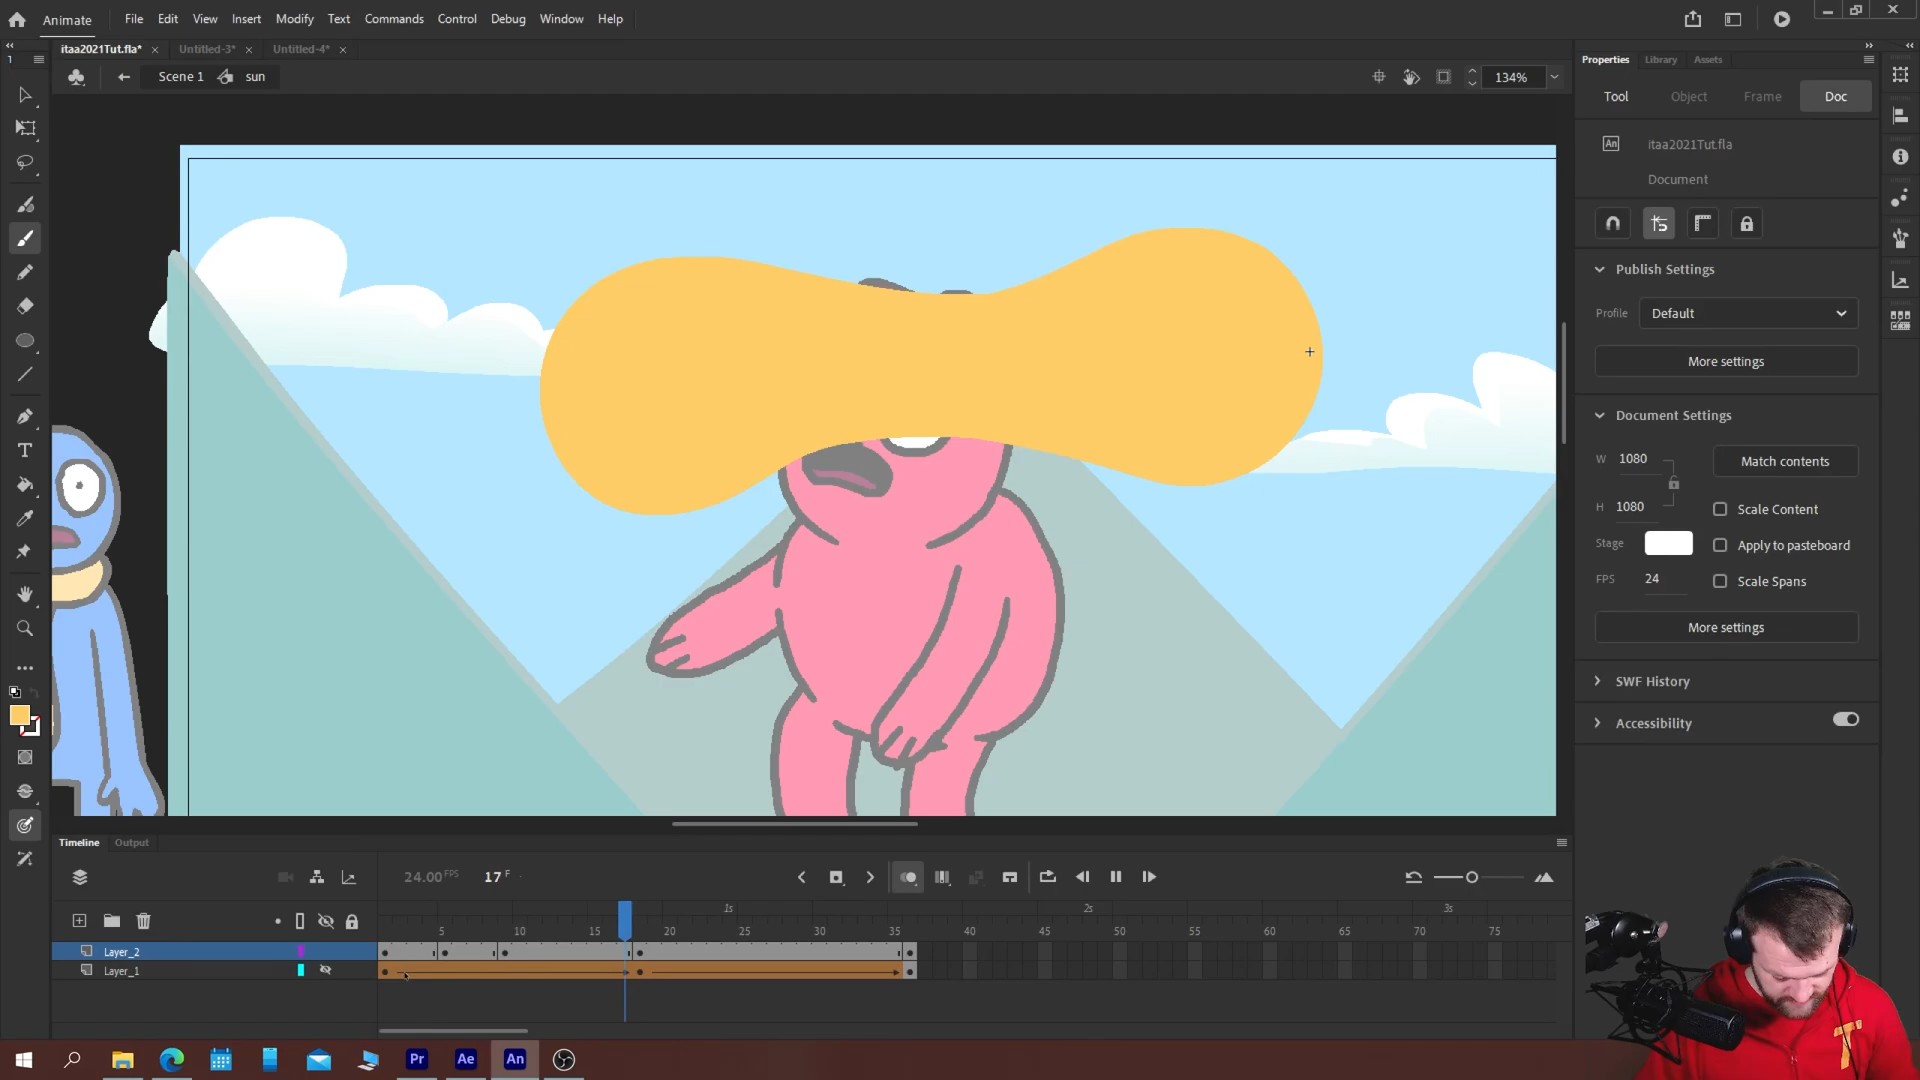 Animate File Edit View Insert Modify Text Commands Control Debug Window Help
itaa2021Tut.fla* Untitled-3* Untitled-4*
Scene 1 sun 134%
Properties Library Assets
Tool Object Frame Doc
An itaa2021Tut.fla
Document
Publish Settings
Profile Default
More settings
Document Settings
W 1080 Match contents
H 1080 Scale Content
Stage Apply to pasteboard
FPS 24 Scale Spans
More settings
SWF History
Accessibility
Timeline Output
24.00 FPS 17 F
1s 2s 3s
5 10 15 20 25 30 35 40 45 50 55 60 65 70 75
Layer_2
Layer_1
Pr Ae An